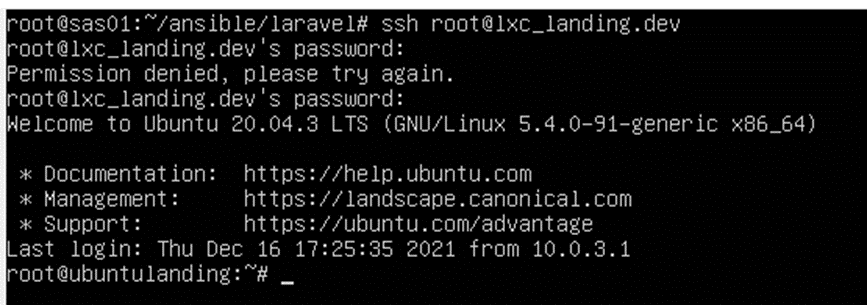 root@sas01:~/ansible/laravel# ssh root@lxc_landing.dev
root@lxc_landing.dev's password:
Permission denied, please try again.
root@lxc_landing.dev's password:
Welcome to Ubuntu 20.04.3 LTS (GNU/Linux 5.4.0-91-generic x86_64)
* Documentation:  https://help.ubuntu.com
* Management:     https://landscape.canonical.com
* Support:        https://ubuntu.com/advantage
Last login: Thu Dec 16 17:25:35 2021 from 10.0.3.1
root@ubuntulanding:~# _